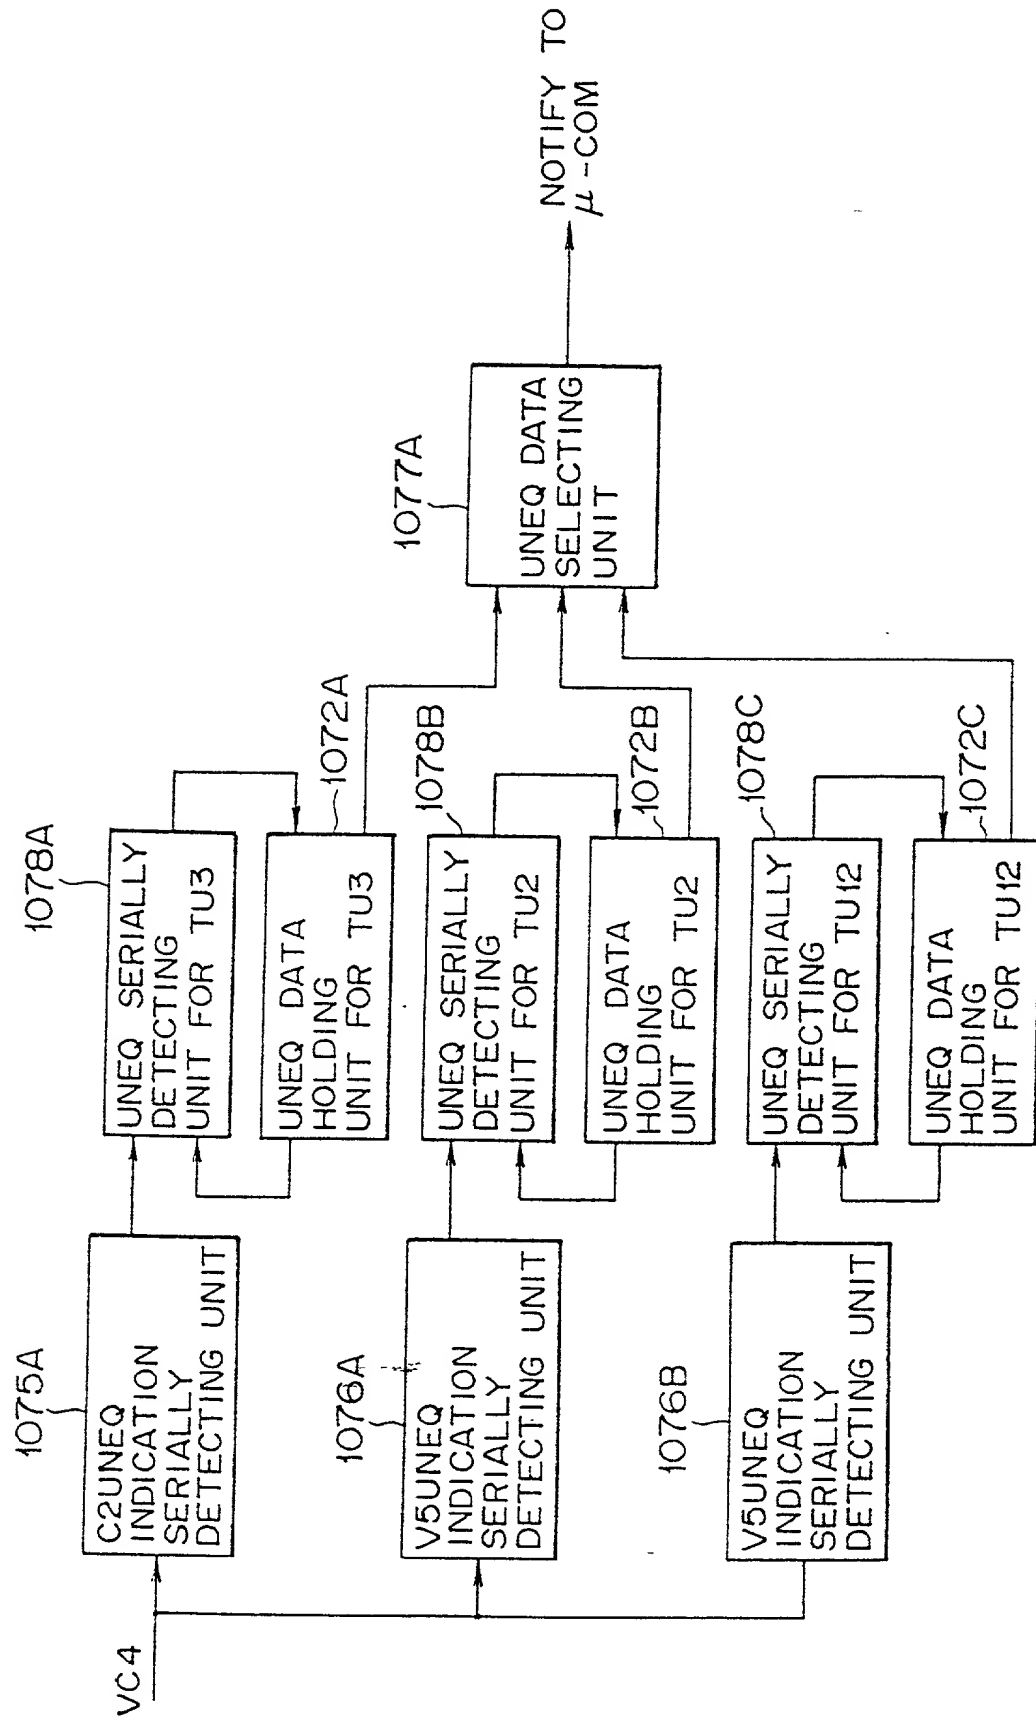 VC4
1075A
C2UNEQ
INDICATION
SERIALLY
DETECTING UNIT
1076A
V5UNEQ
INDICATION
SERIALLY
DETECTING UNIT
1076B
V5UNEQ
INDICATION
SERIALLY
DETECTING UNIT
1078A
UNEQ SERIALLY
DETECTING
UNIT FOR TU3
1072A
UNEQ DATA
HOLDING
UNIT FOR TU3
1078B
UNEQ SERIALLY
DETECTING
UNIT FOR TU2
1072B
UNEQ DATA
HOLDING
UNIT FOR TU2
1078C
UNEQ SERIALLY
DETECTING
UNIT FOR TU12
1072C
UNEQ DATA
HOLDING
UNIT FOR TU12
1077A
UNEQ DATA
SELECTING
UNIT
NOTIFY TO
μ-COM